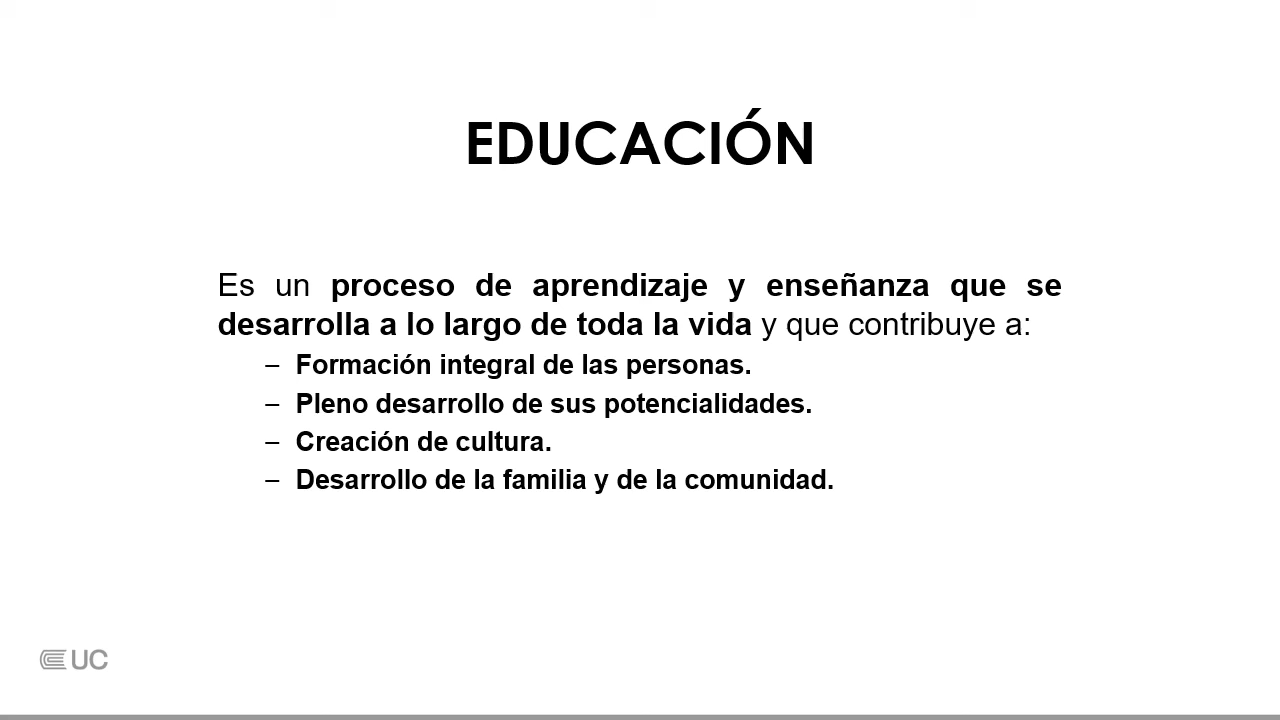 EDUCACIÓN
Es un proceso de aprendizaje y enseñanza que se
desarrolla a lo largo de toda la vida y que contribuye a:
– Formación integral de las personas.
– Pleno desarrollo de sus potencialidades.
– Creación de cultura.
– Desarrollo de la familia y de la comunidad.
UC